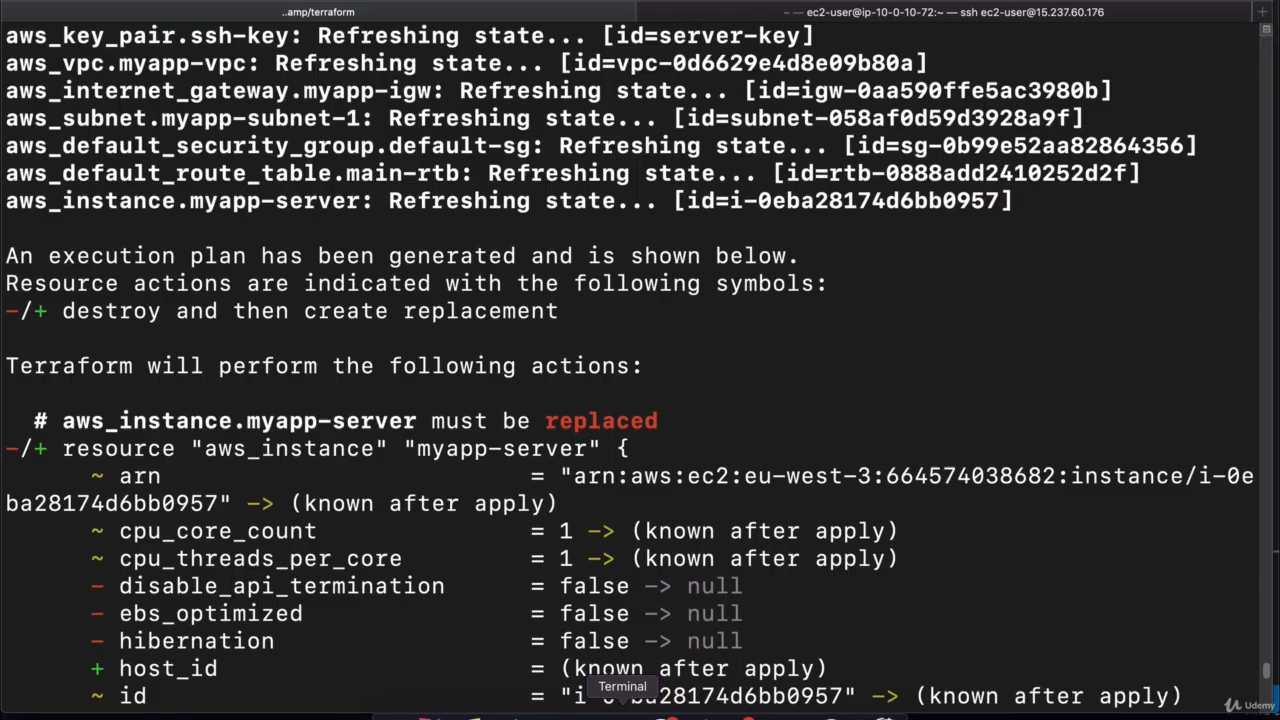 ..amp/terraform
~ — ec2-user@ip-10-0-10-72:~ — ssh ec2-user@15.237.60.176
aws_key_pair.ssh-key: Refreshing state... [id=server-key]
aws_vpc.myapp-vpc: Refreshing state... [id=vpc-0d6629e4d8e09b80a]
aws_internet_gateway.myapp-igw: Refreshing state... [id=igw-0aa590ffe5ac3980b]
aws_subnet.myapp-subnet-1: Refreshing state... [id=subnet-058af0d59d3928a9f]
aws_default_security_group.default-sg: Refreshing state... [id=sg-0b99e52aa82864356]
aws_default_route_table.main-rtb: Refreshing state... [id=rtb-0888add2410252d2f]
aws_instance.myapp-server: Refreshing state... [id=i-0eba28174d6bb0957]
An execution plan has been generated and is shown below.
Resource actions are indicated with the following symbols:
-/+ destroy and then create replacement
Terraform will perform the following actions:
# aws_instance.myapp-server must be replaced
-/+ resource "aws_instance" "myapp-server" {
~ arn = "arn:aws:ec2:eu-west-3:664574038682:instance/i-0e
ba28174d6bb0957" -> (known after apply)
~ cpu_core_count = 1 -> (known after apply)
~ cpu_threads_per_core = 1 -> (known after apply)
- disable_api_termination = false -> null
- ebs_optimized = false -> null
- hibernation = false -> null
+ host_id = (known after apply)
~ id = "i-0eba28174d6bb0957" -> (known after apply)
Terminal
Udemy